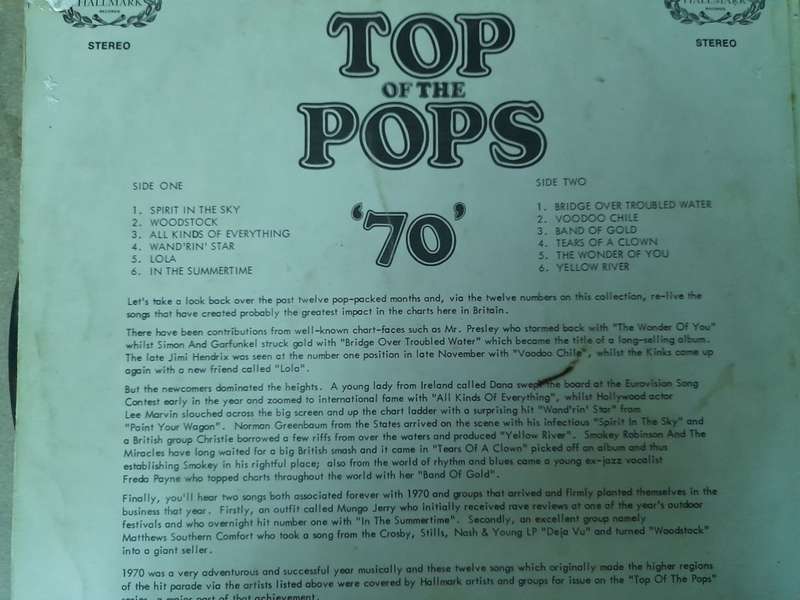 HALLMARK
RECORDS
STEREO
HALLMARK
RECORDS
STEREO
TOP
OF THE
POPS
'70'
SIDE ONE
1. SPIRIT IN THE SKY
2. WOODSTOCK
3. ALL KINDS OF EVERYTHING
4. WAND'RIN' STAR
5. LOLA
6. IN THE SUMMERTIME
SIDE TWO
1. BRIDGE OVER TROUBLED WATER
2. VOODOO CHILE
3. BAND OF GOLD
4. TEARS OF A CLOWN
5. THE WONDER OF YOU
6. YELLOW RIVER
Let's take a look back over the past twelve pop-packed months and, via the twelve numbers on this collection, re-live the
songs that have created probably the greatest impact in the charts here in Britain.
There have been contributions from well-known chart-faces such as Mr. Presley who stormed back with "The Wonder Of You"
whilst Simon And Garfunkel struck gold with "Bridge Over Troubled Water" which became the title of a long-selling album.
The late Jimi Hendrix was seen at the number one position in late November with "Voodoo Chile", whilst the Kinks came up
again with a new friend called "Lola".
But the newcomers dominated the heights. A young lady from Ireland called Dana swept the board at the Eurovision Song
Contest early in the year and zoomed to international fame with "All Kinds Of Everything", whilst Hollywood actor
Lee Marvin slouched across the big screen and up the chart ladder with a surprising hit "Wand'rin' Star" from
"Paint Your Wagon". Norman Greenbaum from the States arrived on the scene with his infectious "Spirit In The Sky" and
a British group Christie borrowed a few riffs from over the waters and produced "Yellow River". Smokey Robinson And The
Miracles have long waited for a big British smash and it came in "Tears Of A Clown" picked off an album and thus
establishing Smokey in his rightful place; also from the world of rhythm and blues came a young ex-jazz vocalist
Freda Payne who topped charts throughout the world with her "Band Of Gold".
Finally, you'll hear two songs both associated forever with 1970 and groups that arrived and firmly planted themselves in the
business that year. Firstly, an outfit called Mungo Jerry who initially received rave reviews at one of the year's outdoor
festivals and who overnight hit number one with "In The Summertime". Secondly, an excellent group namely
Matthews Southern Comfort who took a song from the Crosby, Stills, Nash & Young LP "Deja Vu" and turned "Woodstock"
into a giant seller.
1970 was a very adventurous and successful year musically and these twelve songs which originally made the higher regions
of the hit parade via the artists listed above were covered by Hallmark artists and groups for issue on the "Top Of The Pops"
series, a major part of that achievement.